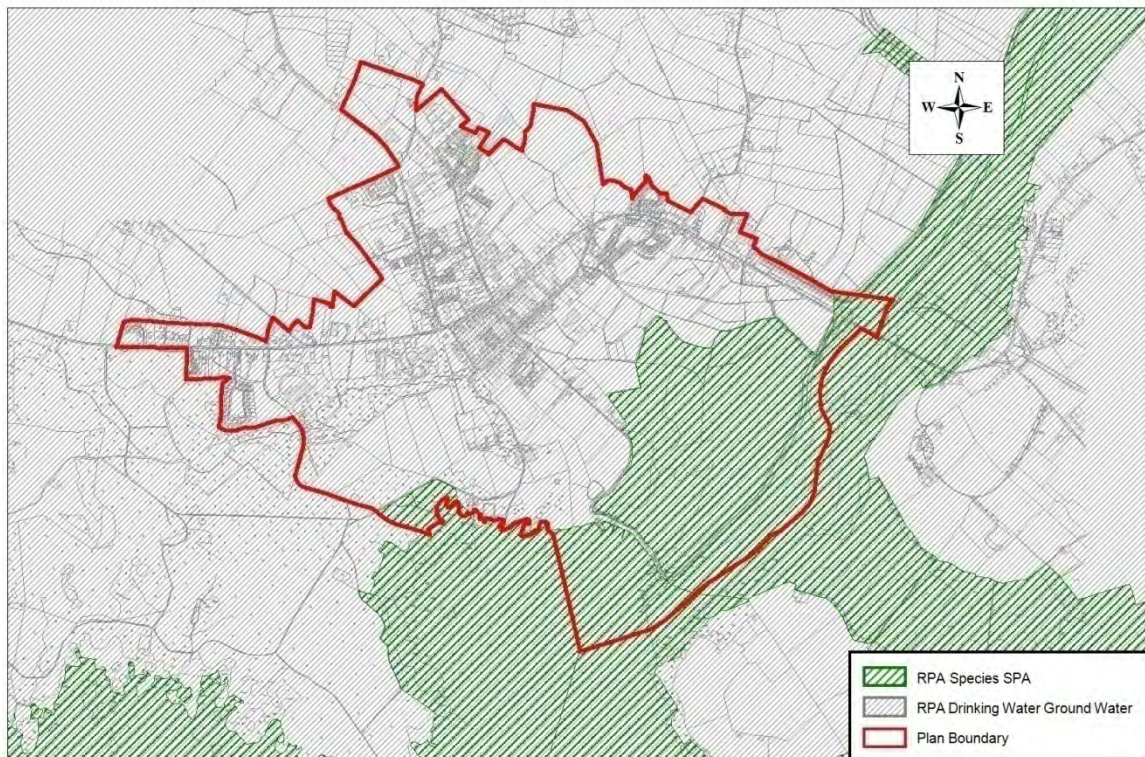 N
W E
S
RPA Species SPA
RPA Drinking Water Ground Water
Plan Boundary